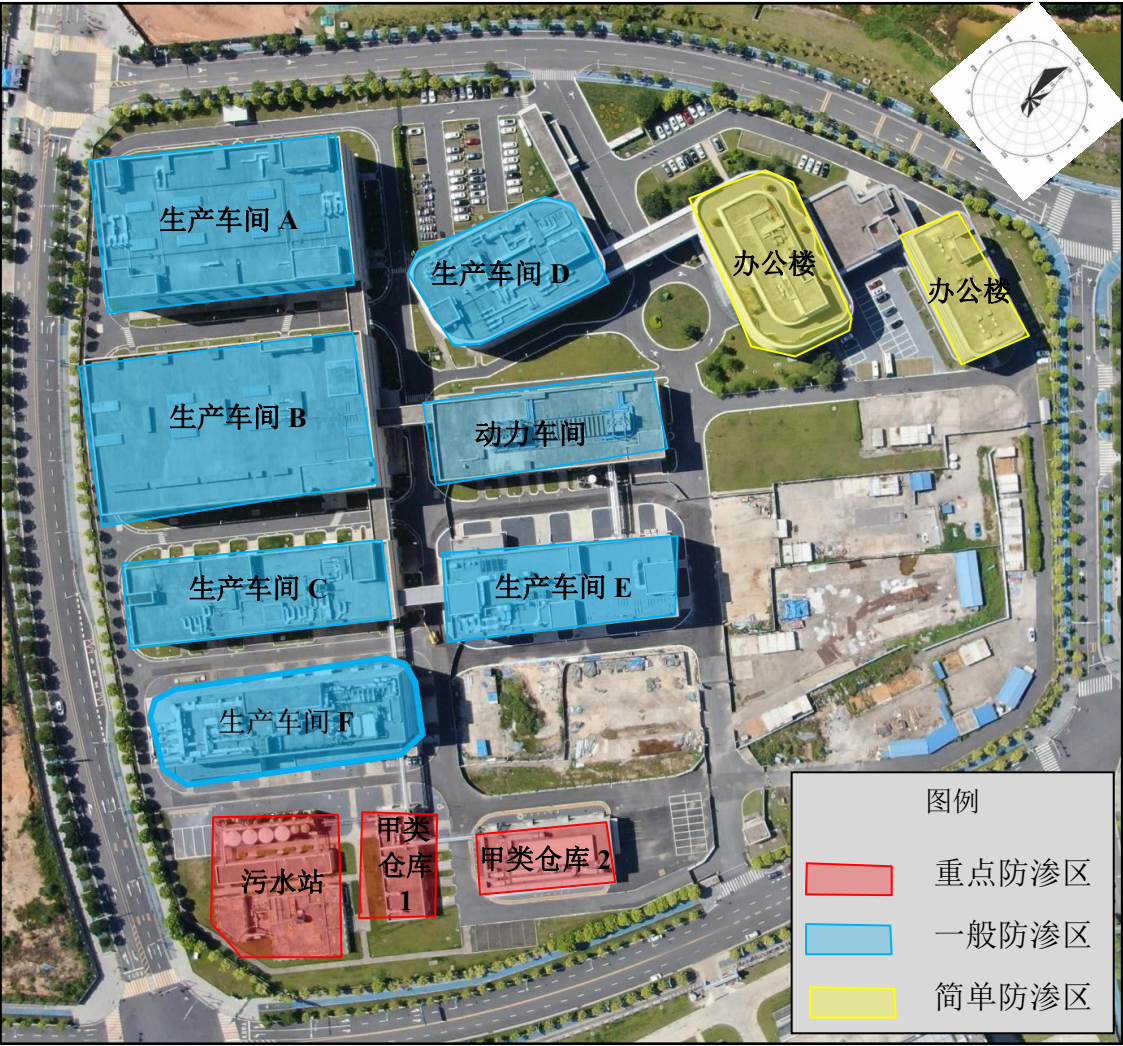 生产车间 A
生产车间 D
办公楼
办公楼
生产车间 B
动力车间
生产车间 C
生产车间 E
生产车间 F
甲类
仓库
1
甲类仓库 2
污水站
图例
重点防渗区
一般防渗区
简单防渗区